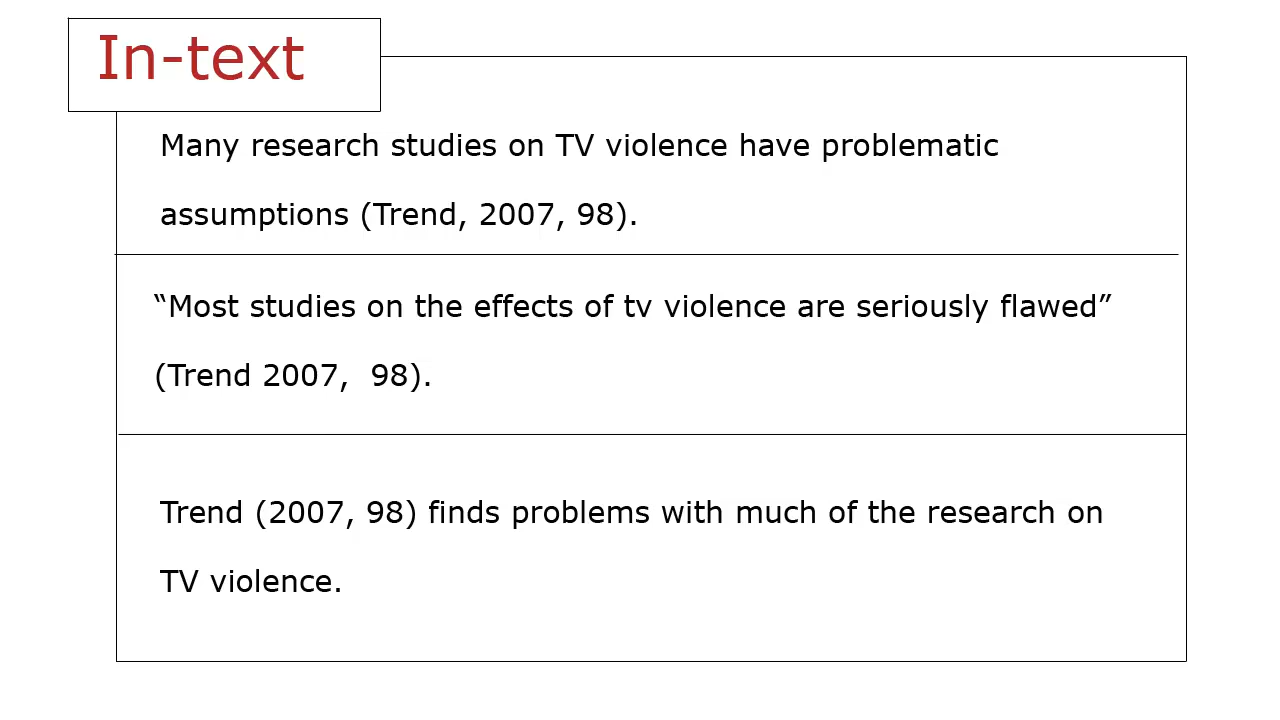 In-text
Many research studies on TV violence have problematic
assumptions (Trend, 2007, 98).
“Most studies on the effects of tv violence are seriously flawed”
(Trend 2007,  98).
Trend (2007, 98) finds problems with much of the research on
TV violence.